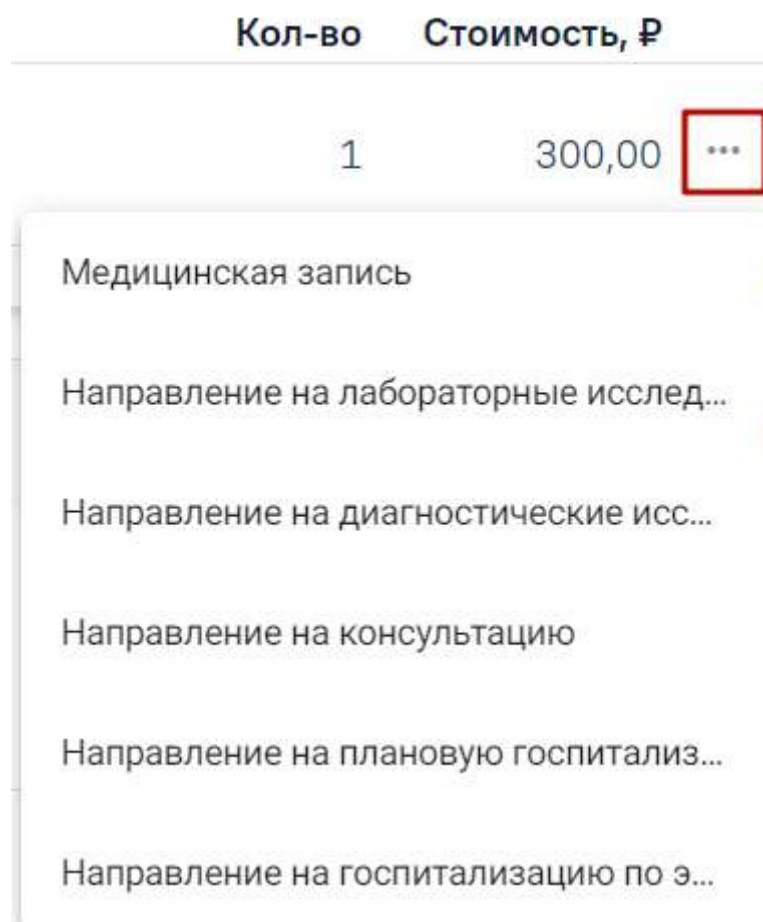 Кол-во Стоимость, ₽
1 300,00 ...
Медицинская запись
Направление на лабораторные исслед...
Направление на диагностические исс...
Направление на консультацию
Направление на плановую госпитализ...
Направление на госпитализацию по э...